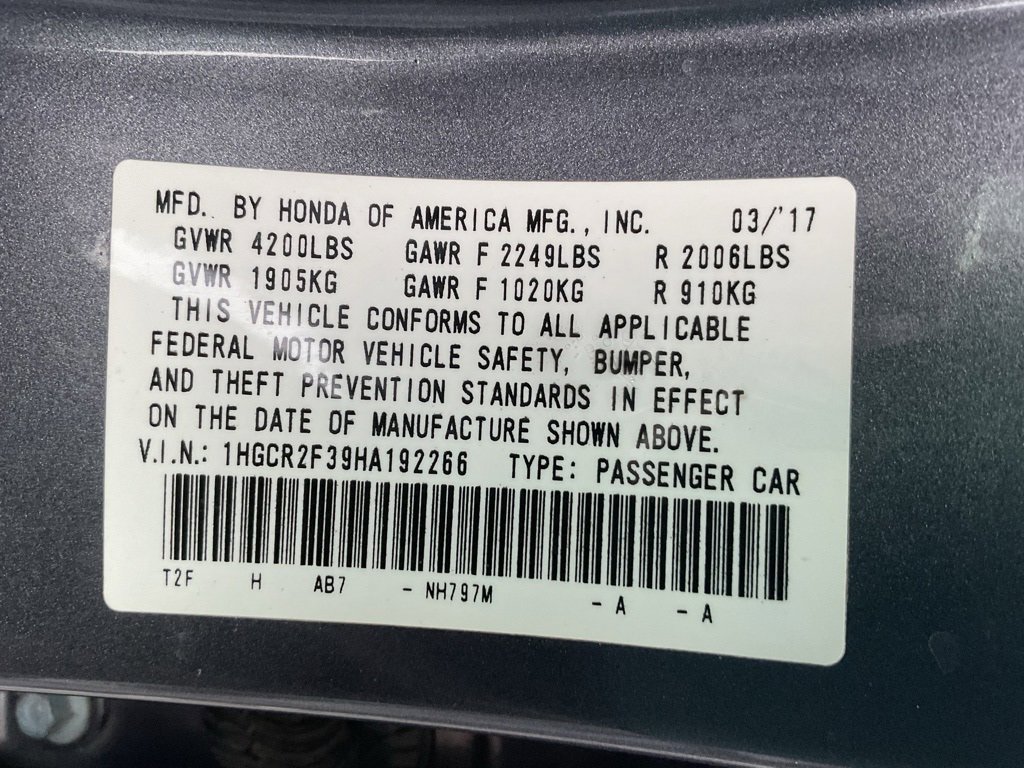 MFD. BY HONDA OF AMERICA MFG., INC. 03/'17
GVWR 4200LBS GAWR F 2249LBS R 2006LBS
GVWR 1905KG GAWR F 1020KG R 910KG
THIS VEHICLE CONFORMS TO ALL APPLICABLE
FEDERAL MOTOR VEHICLE SAFETY, BUMPER,
AND THEFT PREVENTION STANDARDS IN EFFECT
ON THE DATE OF MANUFACTURE SHOWN ABOVE.
V.I.N.: 1HGCR2F39HA192266 TYPE: PASSENGER CAR
T2F H AB7 - NH797M - A - A